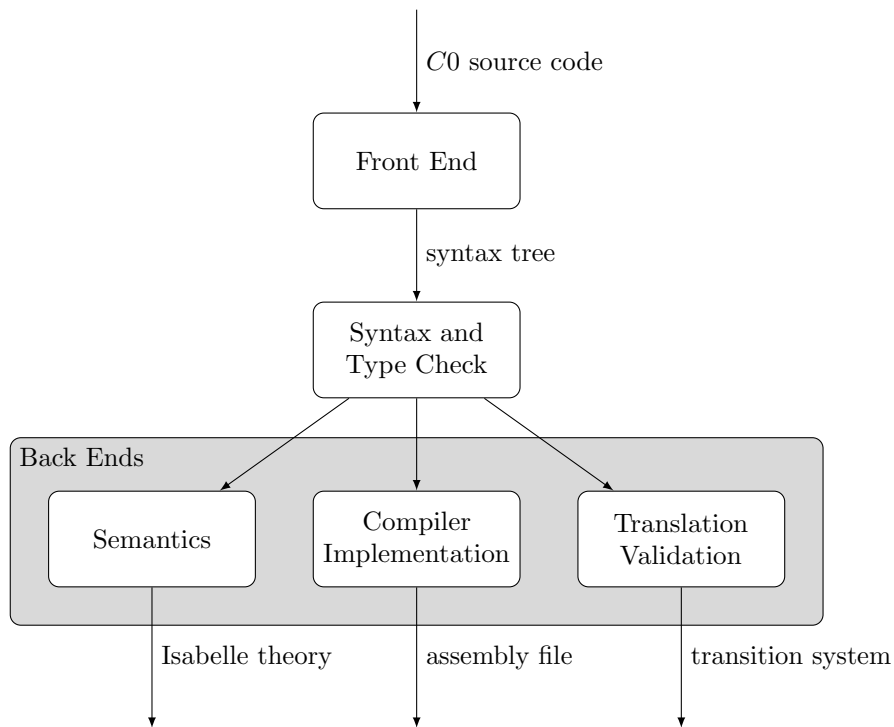 C0 source code
Front End
syntax tree
Syntax and
Type Check
Back Ends
Semantics
Compiler
Implementation
Translation
Validation
Isabelle theory
assembly file
transition system